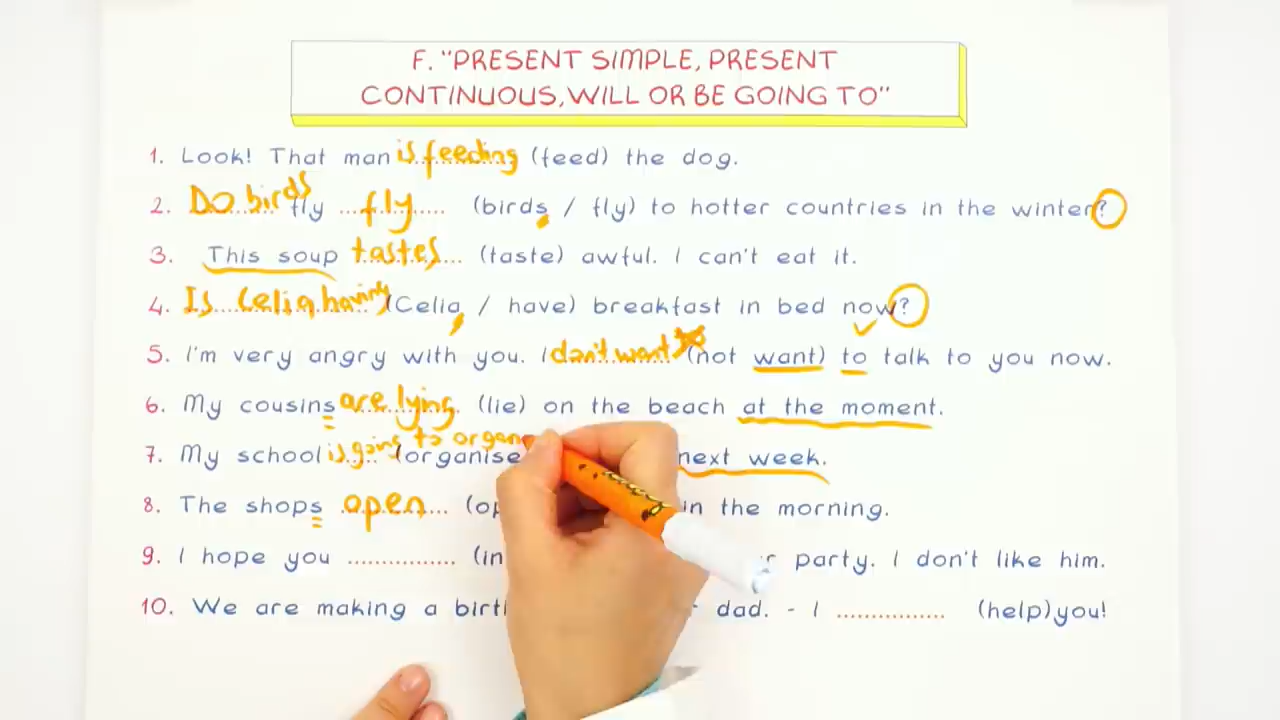 F. "PRESENT SIMPLE, PRESENT
CONTINUOUS, WILL OR BE GOING TO"
1. Look! That man is feeding (feed) the dog.
2. Do birds fly fly (birds / fly) to hotter countries in the winter?
3. This soup tastes (taste) awful. I can't eat it.
4. Is Celia having (Celia / have) breakfast in bed now?
5. I'm very angry with you. I don't want (not want) to talk to you now.
6. My cousins are lying (lie) on the beach at the moment.
7. My school is going to organ (organise next week.
8. The shops open in the morning.
9. I hope you party. I don't like him.
10. We are making a dad. - I (help) you!